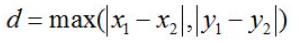 d = max(|x₁ − x₂|,|y₁ − y₂|)